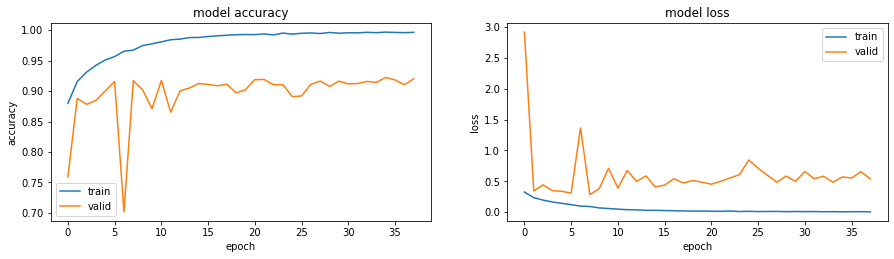 model accuracy
1.00
0.95
0.90
0.85
0.80
0.75
0.70
accuracy
train
valid
0 5 10 15 20 25 30 35
epoch
model loss
3.0
2.5
2.0
1.5
1.0
0.5
0.0
loss
train
valid
0 5 10 15 20 25 30 35
epoch